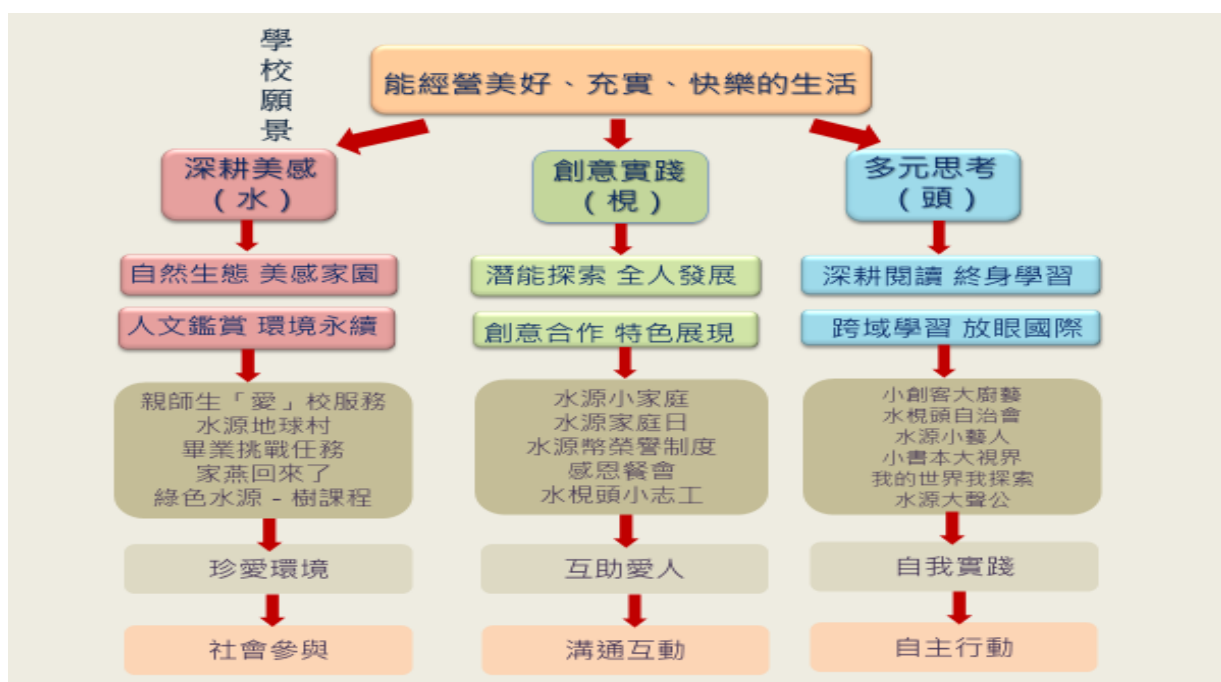 學校願景
能經營美好、充實、快樂的生活
深耕美感
(水)
自然生態 美感家園
人文鑑賞 環境永續
親師生「愛」校服務
水源地球村
畢業挑戰任務
家燕回來了
綠色水源－樹課程
珍愛環境
社會參與
創意實踐
(梘)
潛能探索 全人發展
創意合作 特色展現
水源小家庭
水源家庭日
水源幣榮譽制度
感恩餐會
水梘頭小志工
互助愛人
溝通互動
多元思考
(頭)
深耕閱讀 終身學習
跨域學習 放眼國際
小創客大廚藝
水梘頭自治會
水源小藝人
小書本大視界
我的世界我探索
水源大聲公
自我實踐
自主行動